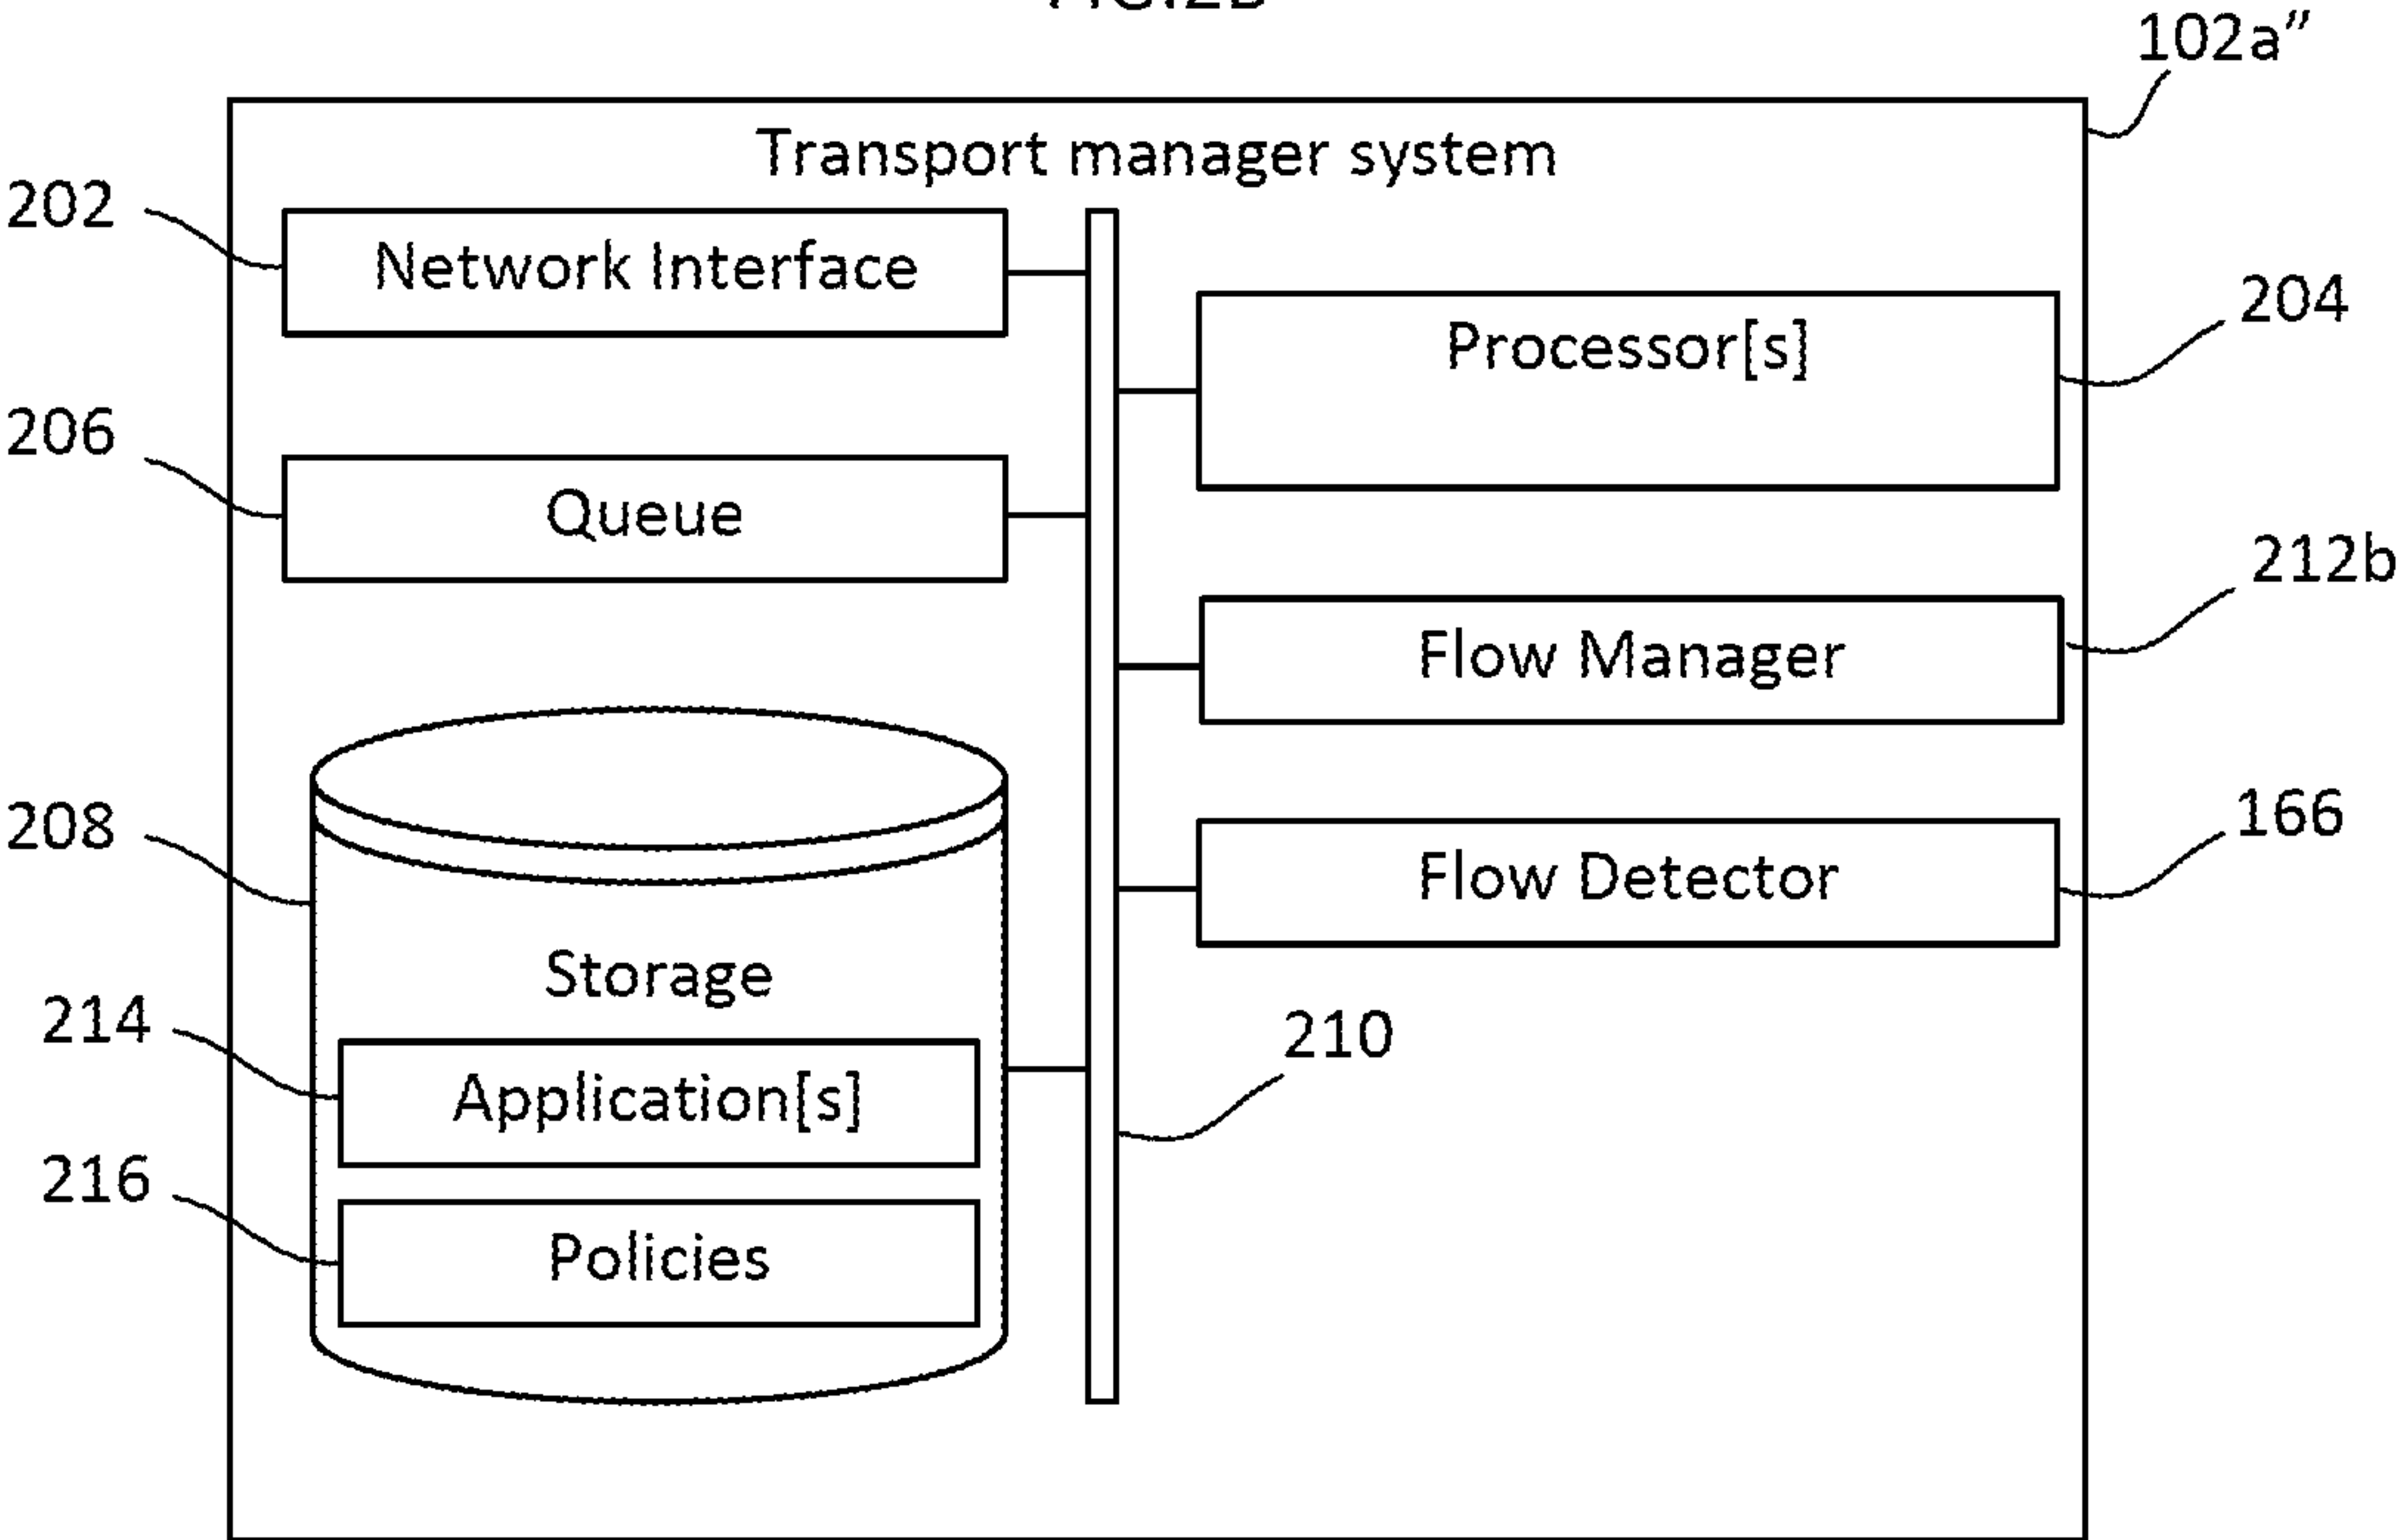 102a”
Transport manager system
202
Network Interface
204
Processor[s]
206
Queue
212b
Flow Manager
208
166
Flow Detector
Storage
214
210
Application[s]
216
Policies